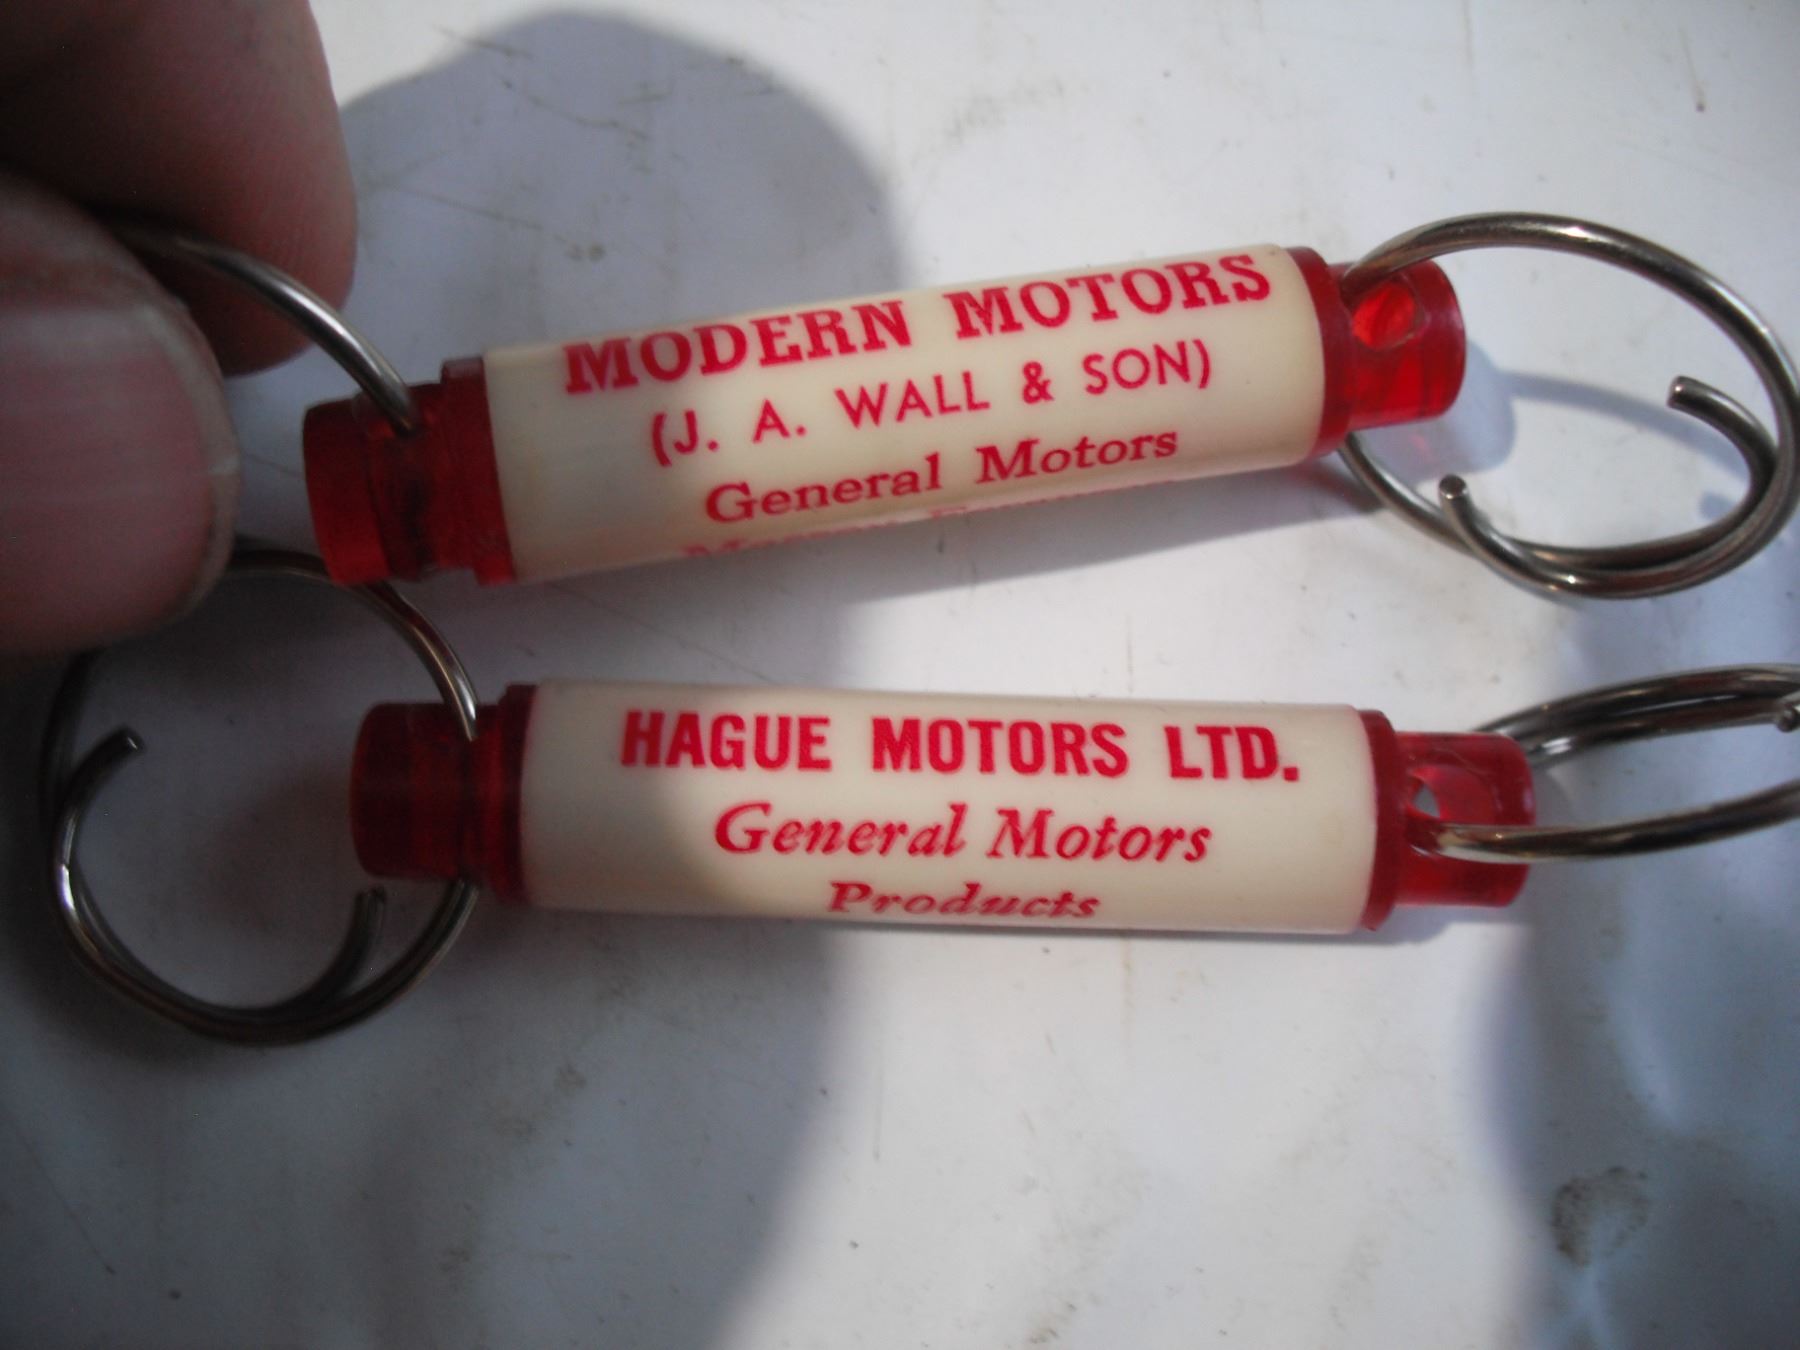 MODERN MOTORS
(J. A. WALL & SON)
General Motors
HAGUE MOTORS LTD.
General Motors
Products